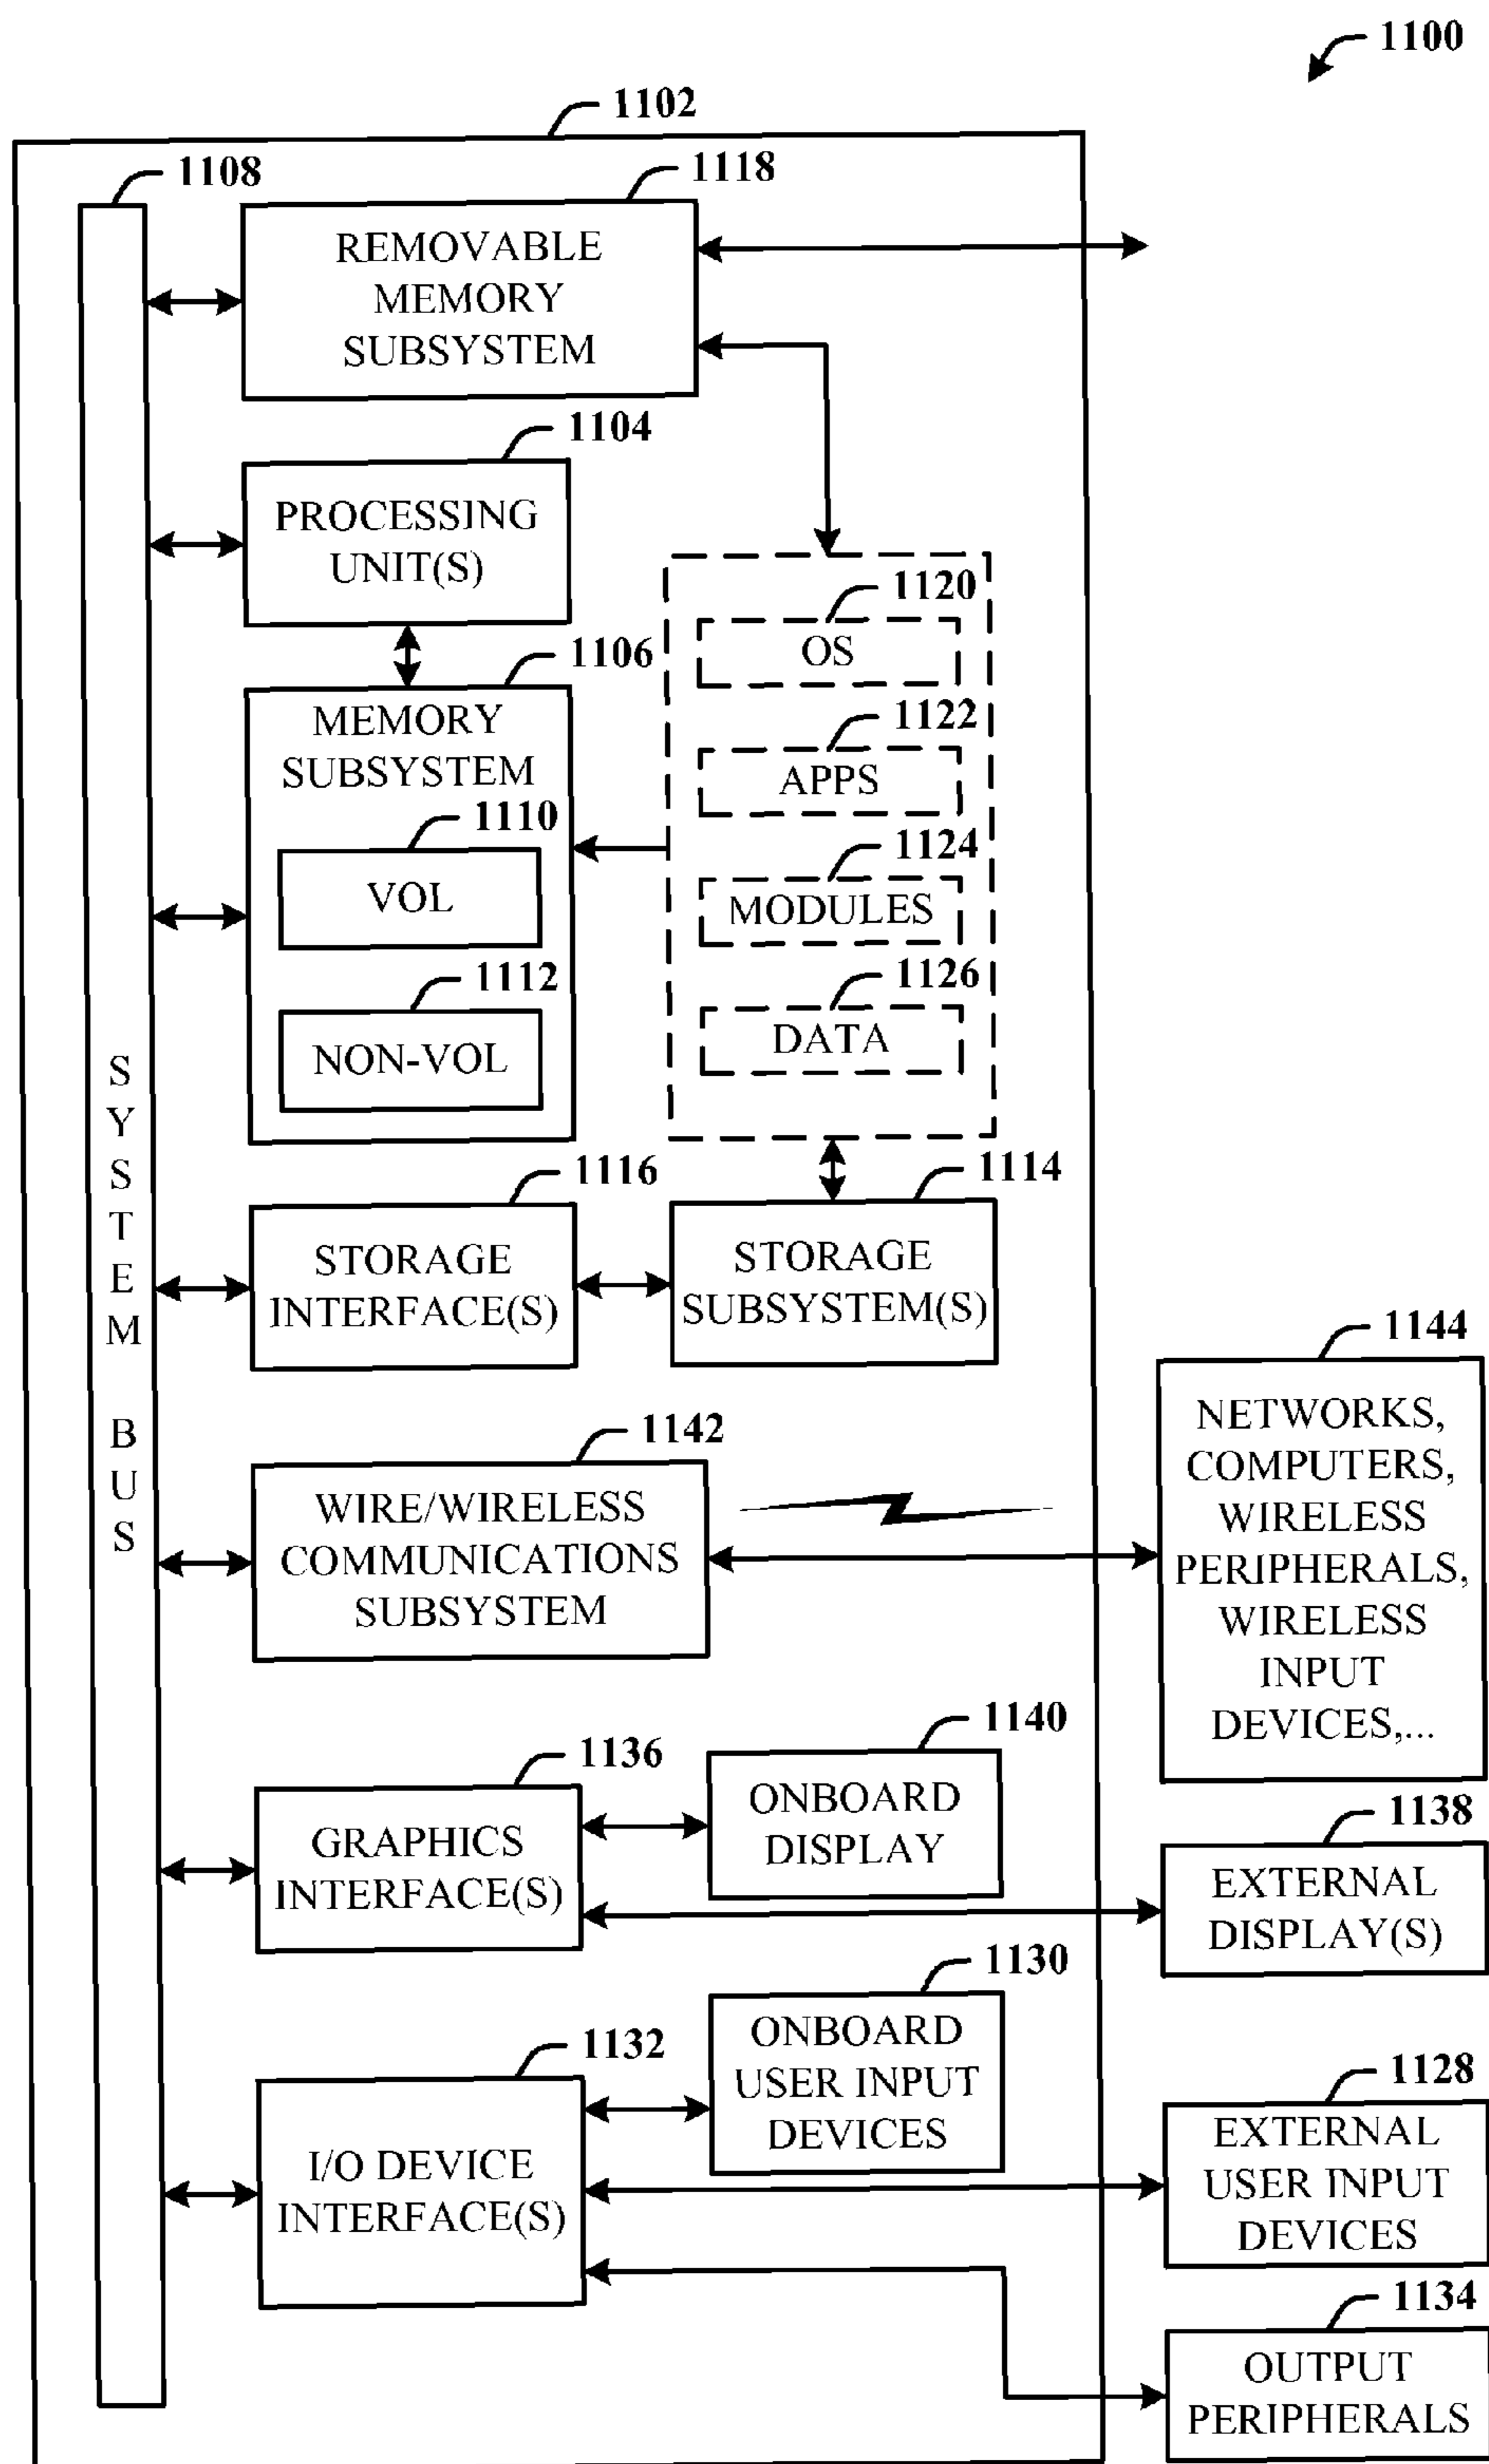 1100
1102
1108
1118
REMOVABLE
MEMORY
SUBSYSTEM
1104
PROCESSING
UNIT(S)
1120
OS
1106
MEMORY
SUBSYSTEM
1122
APPS
1110
VOL
1124
MODULES
1112
NON-VOL
1126
DATA
SYSTEM BUS
1116
STORAGE
INTERFACE(S)
1114
STORAGE
SUBSYSTEM(S)
1144
NETWORKS,
COMPUTERS,
WIRELESS
PERIPHERALS,
WIRELESS
INPUT
DEVICES,...
1142
WIRE/WIRELESS
COMMUNICATIONS
SUBSYSTEM
1140
ONBOARD
DISPLAY
1136
GRAPHICS
INTERFACE(S)
1138
EXTERNAL
DISPLAY(S)
1130
ONBOARD
USER INPUT
DEVICES
1132
I/O DEVICE
INTERFACE(S)
1128
EXTERNAL
USER INPUT
DEVICES
1134
OUTPUT
PERIPHERALS